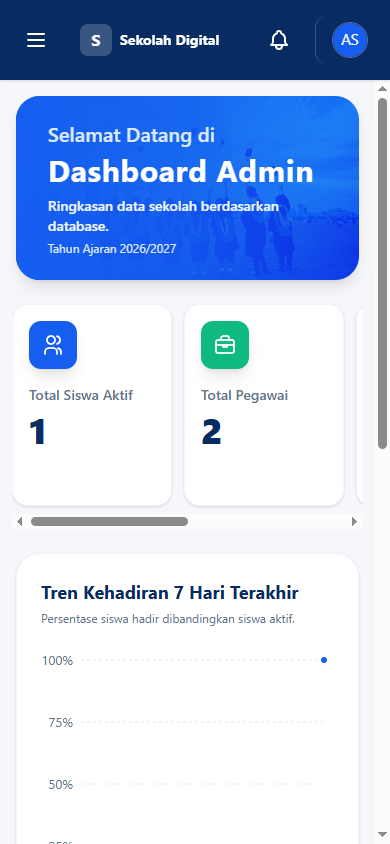 S Sekolah Digital AS
Selamat Datang di
Dashboard Admin
Ringkasan data sekolah berdasarkan
database.
Tahun Ajaran 2026/2027
Total Siswa Aktif
1
Total Pegawai
2
Tren Kehadiran 7 Hari Terakhir
Persentase siswa hadir dibandingkan siswa aktif.
100%
75%
50%